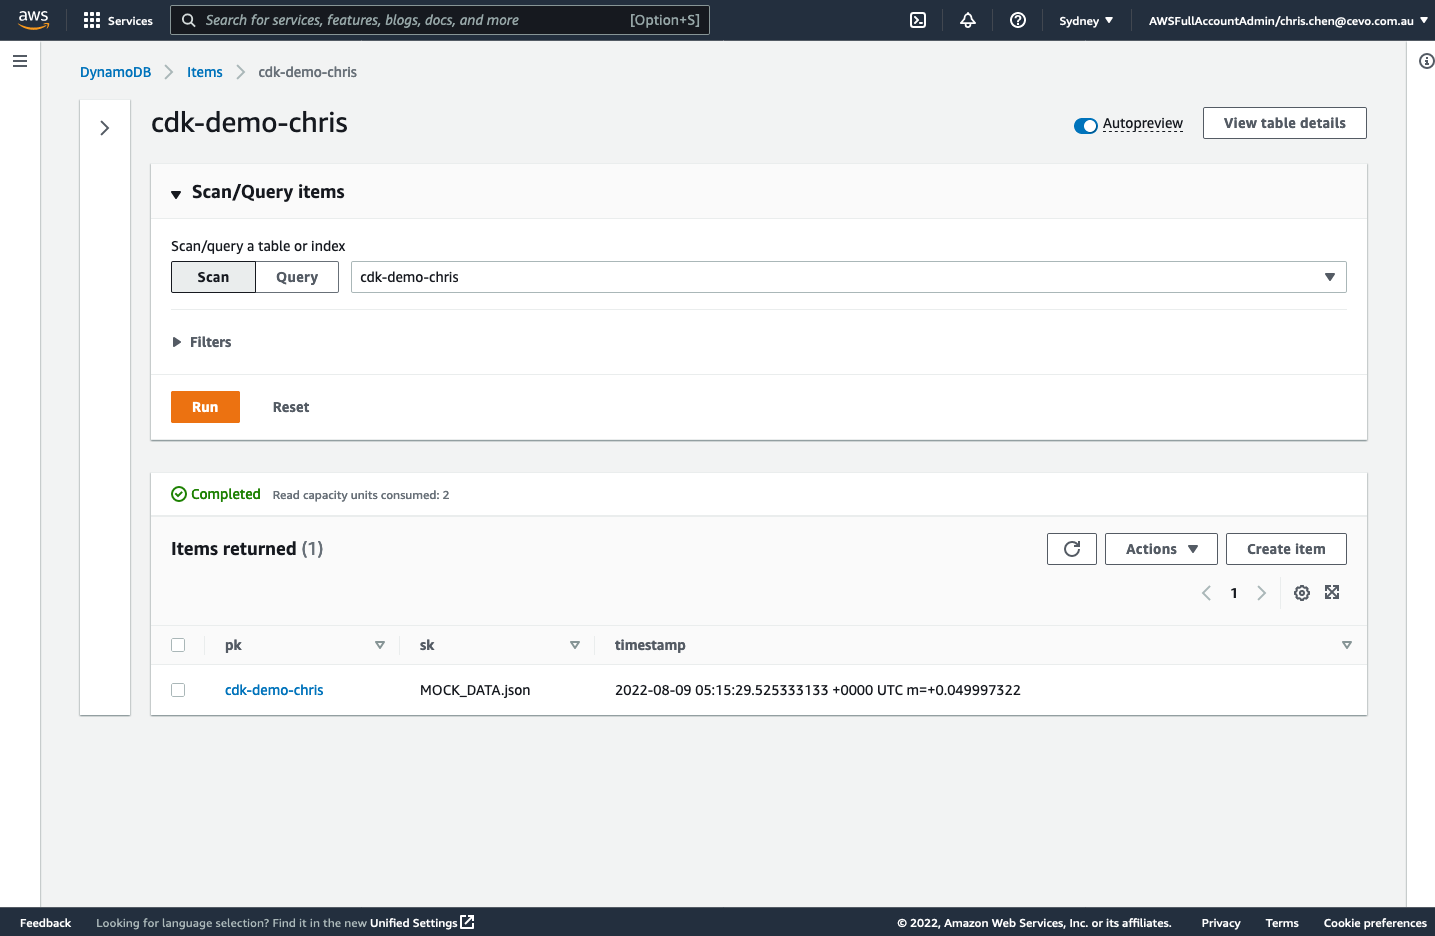 aws Services Search for services, features, blogs, docs, and more [Option+S] Sydney AWSFullAccountAdmin/chris.chen@cevo.com.au
DynamoDB Items cdk-demo-chris
cdk-demo-chris Autopreview View table details
Scan/Query items
Scan/query a table or index
Scan Query cdk-demo-chris
Filters
Run Reset
Completed Read capacity units consumed: 2
Items returned (1) Actions Create item
1
pk sk timestamp
cdk-demo-chris MOCK_DATA.json 2022-08-09 05:15:29.525333133 +0000 UTC m=+0.049997322
Feedback Looking for language selection? Find it in the new Unified Settings © 2022, Amazon Web Services, Inc. or its affiliates. Privacy Terms Cookie preferences